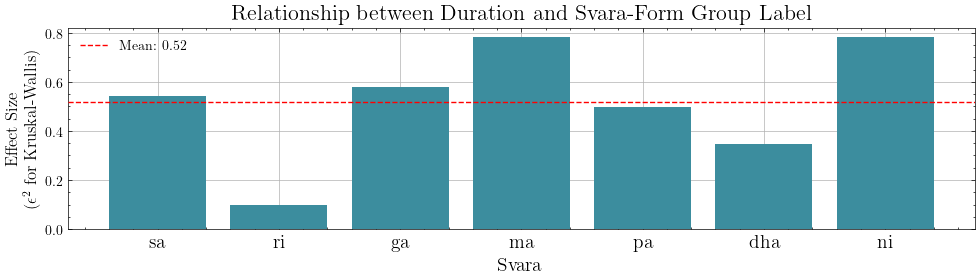 Relationship between Duration and Svara-Form Group Label
Mean: 0.52
Effect Size
(ϵ² for Kruskal-Wallis)
0.8
0.6
0.4
0.2
0.0
sa ri ga ma pa dha ni
Svara